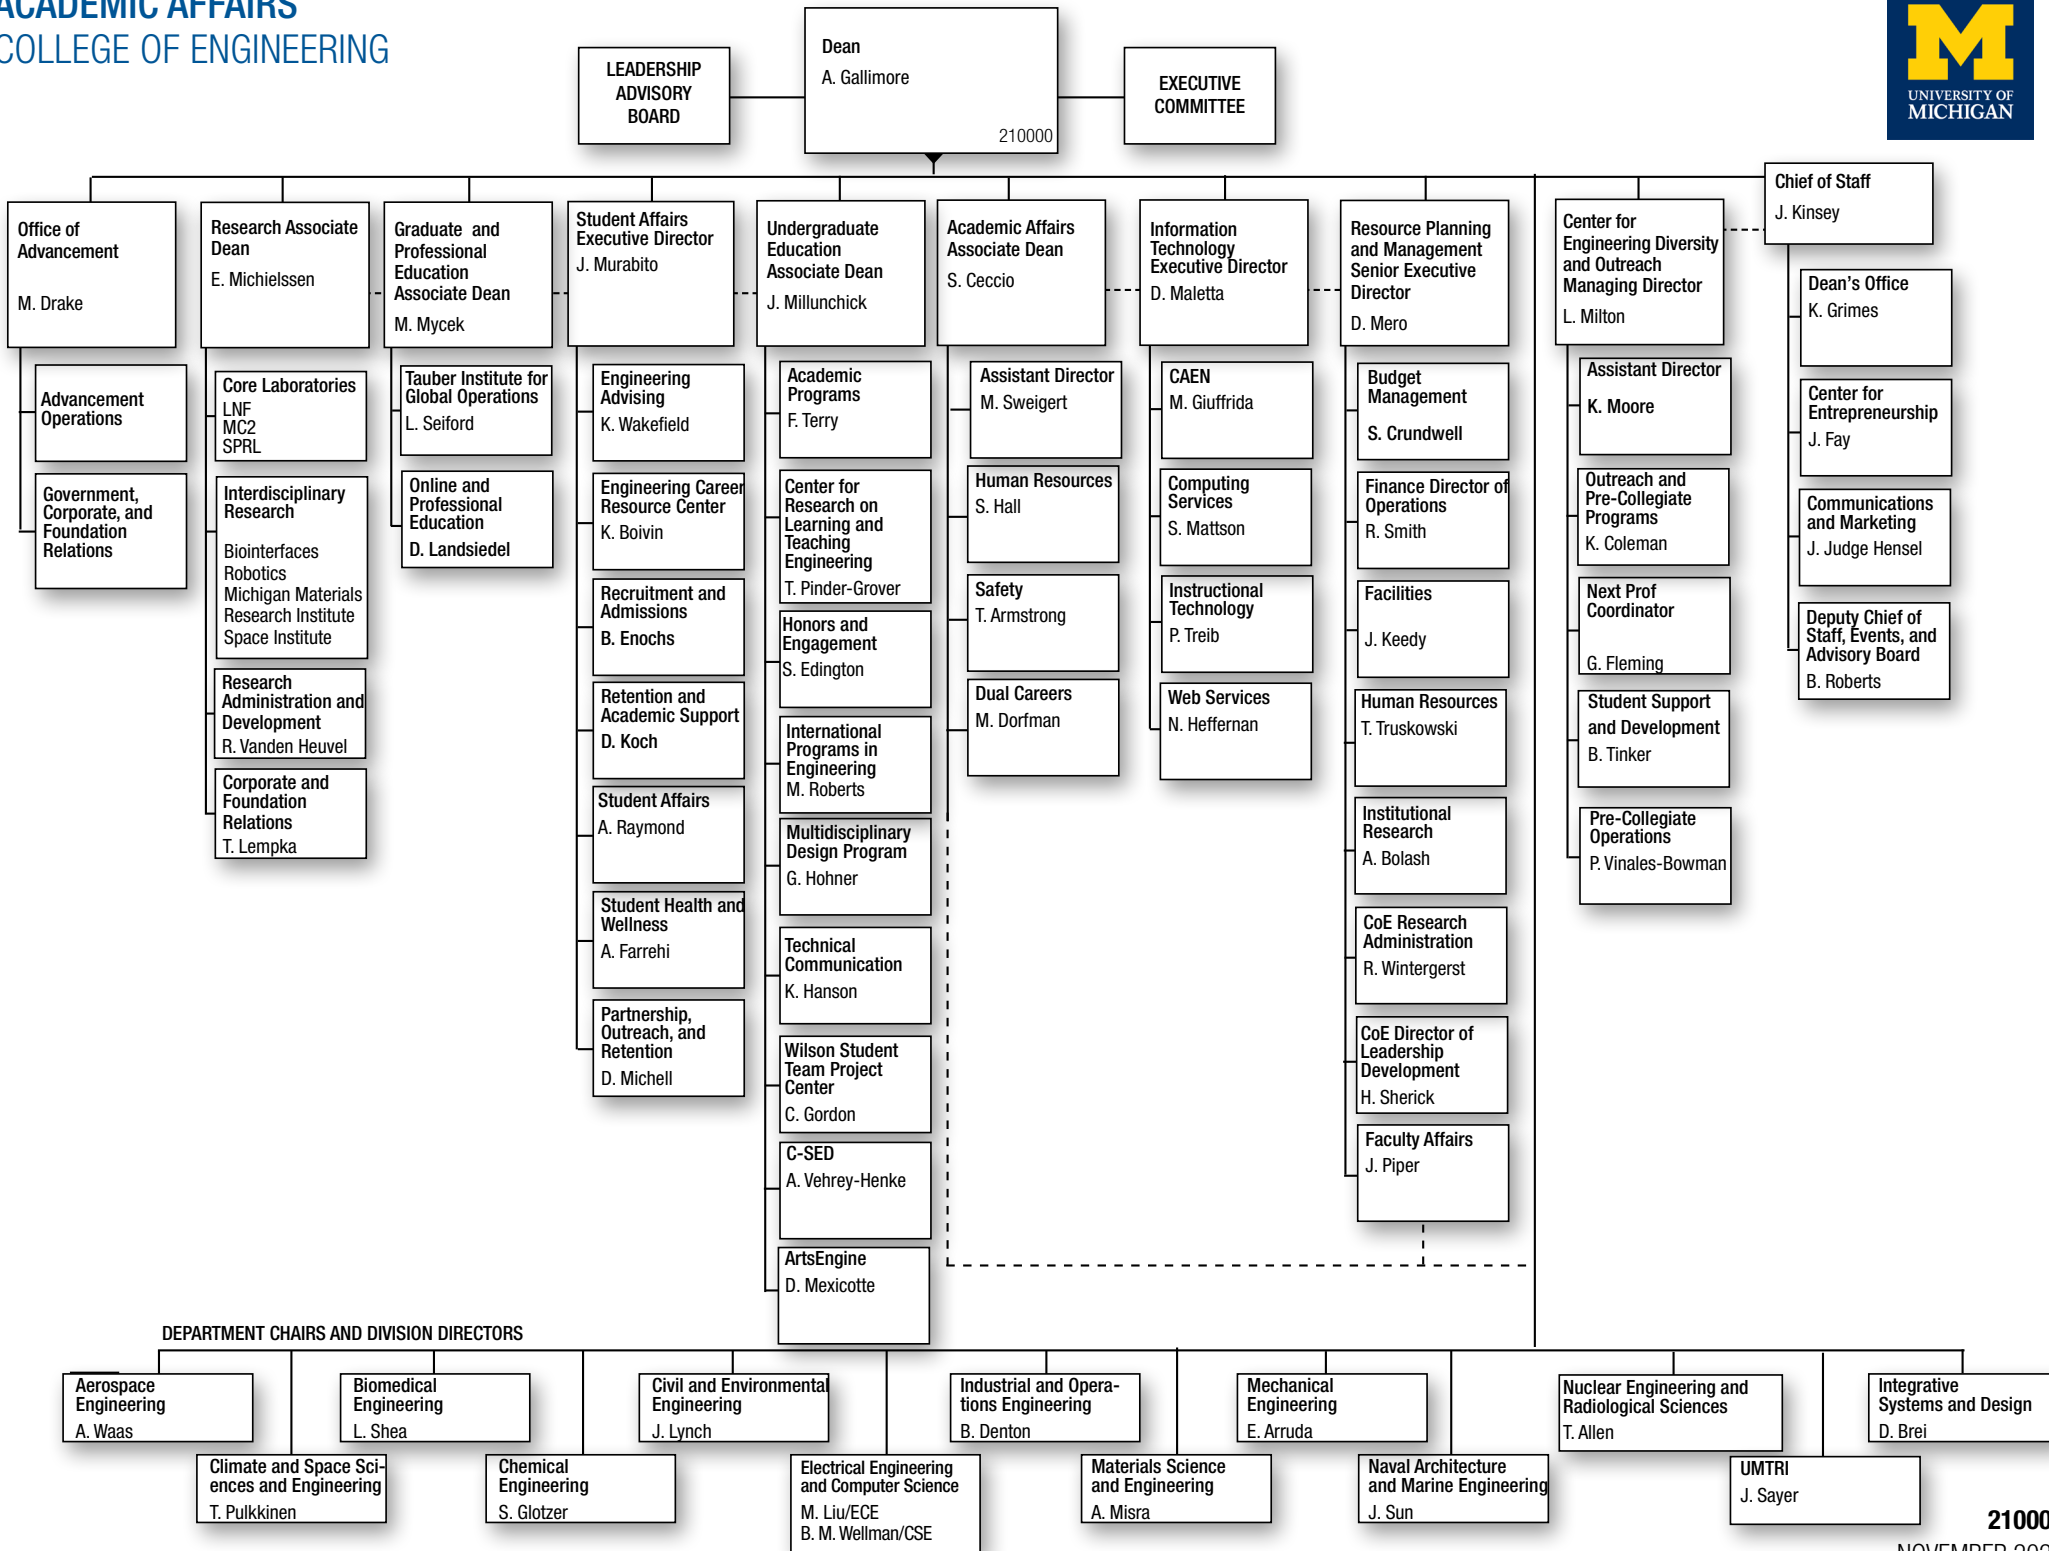 ACADEMIC AFFAIRS
COLLEGE OF ENGINEERING
LEADERSHIP
ADVISORY
BOARD
Dean
A. Gallimore
210000
EXECUTIVE
COMMITTEE
M
UNIVERSITY OF
MICHIGAN
Office of
Advancement
M. Drake
Advancement
Operations
Government,
Corporate, and
Foundation
Relations
Research Associate
Dean
E. Michielssen
Core Laboratories
LNF
MC2
SPRL
Interdisciplinary
Research
Biointerfaces
Robotics
Michigan Materials
Research Institute
Space Institute
Research
Administration and
Development
R. Vanden Heuvel
Corporate and
Foundation
Relations
T. Lempka
Graduate and
Professional
Education
Associate Dean
M. Mycek
Tauber Institute for
Global Operations
L. Seiford
Online and
Professional
Education
D. Landsiedel
Student Affairs
Executive Director
J. Murabito
Engineering
Advising
K. Wakefield
Engineering Career
Resource Center
K. Boivin
Recruitment and
Admissions
B. Enochs
Retention and
Academic Support
D. Koch
Student Affairs
A. Raymond
Student Health and
Wellness
A. Farrehi
Partnership,
Outreach, and
Retention
D. Michell
Undergraduate
Education
Associate Dean
J. Millunchick
Academic
Programs
F. Terry
Center for
Research on
Learning and
Teaching
Engineering
T. Pinder-Grover
Honors and
Engagement
S. Edington
International
Programs in
Engineering
M. Roberts
Multidisciplinary
Design Program
G. Hohner
Technical
Communication
K. Hanson
Wilson Student
Team Project
Center
C. Gordon
C-SED
A. Vehrey-Henke
ArtsEngine
D. Mexicotte
Academic Affairs
Associate Dean
S. Ceccio
Assistant Director
M. Sweigert
Human Resources
S. Hall
Safety
T. Armstrong
Dual Careers
M. Dorfman
Information
Technology
Executive Director
D. Maletta
CAEN
M. Giuffrida
Computing
Services
S. Mattson
Instructional
Technology
P. Treib
Web Services
N. Heffernan
Resource Planning
and Management
Senior Executive
Director
D. Mero
Budget
Management
S. Crundwell
Finance Director of
Operations
R. Smith
Facilities
J. Keedy
Human Resources
T. Truskowski
Institutional
Research
A. Bolash
CoE Research
Administration
R. Wintergerst
CoE Director of
Leadership
Development
H. Sherick
Faculty Affairs
J. Piper
Center for
Engineering Diversity
and Outreach
Managing Director
L. Milton
Assistant Director
K. Moore
Outreach and
Pre-Collegiate
Programs
K. Coleman
Next Prof
Coordinator
G. Fleming
Student Support
and Development
B. Tinker
Pre-Collegiate
Operations
P. Vinales-Bowman
Chief of Staff
J. Kinsey
Dean's Office
K. Grimes
Center for
Entrepreneurship
J. Fay
Communications
and Marketing
J. Judge Hensel
Deputy Chief of
Staff, Events, and
Advisory Board
B. Roberts
DEPARTMENT CHAIRS AND DIVISION DIRECTORS
Aerospace
Engineering
A. Waas
Climate and Space Sci-
ences and Engineering
T. Pulkkinen
Biomedical
Engineering
L. Shea
Chemical
Engineering
S. Glotzer
Civil and Environmental
Engineering
J. Lynch
Electrical Engineering
and Computer Science
M. Liu/ECE
B. M. Wellman/CSE
Industrial and Opera-
tions Engineering
B. Denton
Materials Science
and Engineering
A. Misra
Mechanical
Engineering
E. Arruda
Naval Architecture
and Marine Engineering
J. Sun
Nuclear Engineering and
Radiological Sciences
T. Allen
UMTRI
J. Sayer
Integrative
Systems and Design
D. Brei
21000
NOVEMBER 202